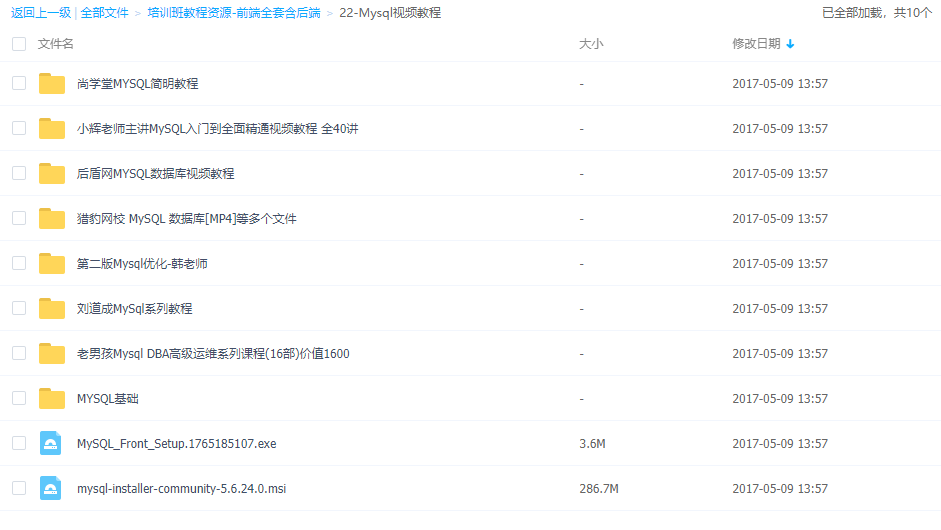 返回上一级 | 全部文件 > 培训班教程资源-前端全套含后端 > 22-Mysql视频教程 已全部加载，共10个
文件名 大小 修改日期
尚学堂MYSQL简明教程 - 2017-05-09 13:57
小辉老师主讲MySQL入门到全面精通视频教程 全40讲 - 2017-05-09 13:57
后盾网MYSQL数据库视频教程 - 2017-05-09 13:57
猎豹网校 MySQL 数据库[MP4]等多个文件 - 2017-05-09 13:57
第二版Mysql优化-韩老师 - 2017-05-09 13:57
刘道成MySql系列教程 - 2017-05-09 13:57
老男孩Mysql DBA高级运维系列课程(16部)价值1600 - 2017-05-09 13:57
MYSQL基础 - 2017-05-09 13:57
MySQL_Front_Setup.1765185107.exe 3.6M 2017-05-09 13:57
mysql-installer-community-5.6.24.0.msi 286.7M 2017-05-09 13:57